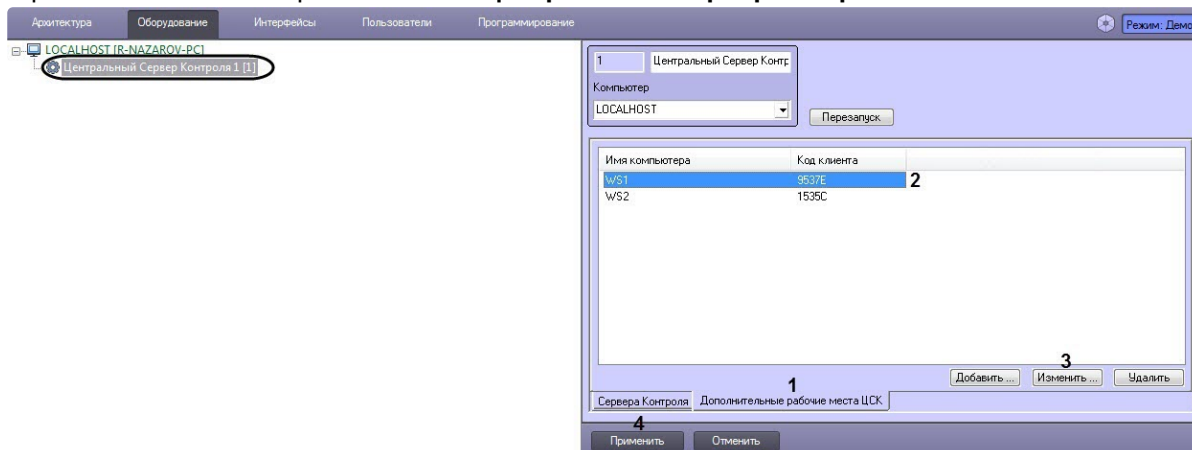 Архитектура Оборудование Интерфейсы Пользователи Программирование Режим: Демо
LOCALHOST [R-NAZAROV-PC]
Центральный Сервер Контроля 1 [1]
1 Центральный Сервер Контр
Компьютер
LOCALHOST
Перезапуск
Имя компьютера Код клиента
WS1 9537E 2
WS2 1535C
3
Добавить ... Изменить ... Удалить
1
Сервера Контроля Дополнительные рабочие места ЦСК
4
Применить Отменить